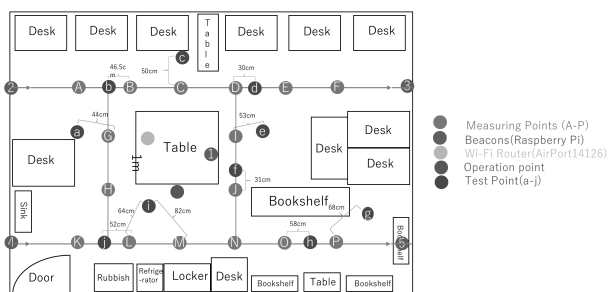 Desk
Desk
Desk
Table
Desk
Desk
Desk
c
46.5c
m
50cm
30cm
2
A
b
B
C
D
d
E
F
3
44cm
53cm
a
G
e
Desk
Table
1
1m
Desk
Desk
Desk
f
H
J
31cm
Sink
64cm
i
82cm
Bookshelf
68cm
g
52cm
58cm
4
K
j
L
M
N
O
h
P
5
Bookshelf
Door
Rubbish
Refrige
-rator
Locker
Desk
Bookshelf
Table
Bookshelf
Measuring Points (A-P)
Beacons(Raspberry Pi)
Wi-Fi Router(AirPort14126)
Operation point
Test Point(a-j)